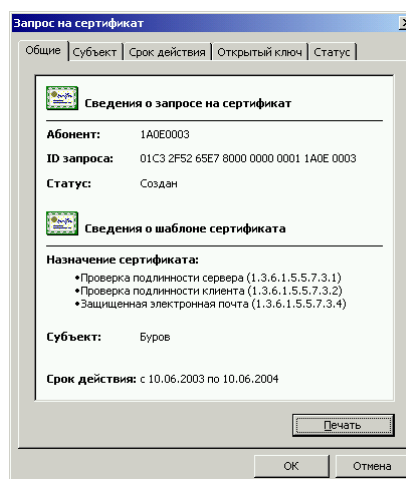 Запрос на сертификат
Общие Субъект Срок действия Открытый ключ Статус
Сведения о запросе на сертификат
Абонент: 1A0E0003
ID запроса: 01C3 2F52 65E7 8000 0000 0001 1A0E 0003
Статус: Создан
Сведения о шаблоне сертификата
Назначение сертификата:
•Проверка подлинности сервера (1.3.6.1.5.5.7.3.1)
•Проверка подлинности клиента (1.3.6.1.5.5.7.3.2)
•Защищенная электронная почта (1.3.6.1.5.5.7.3.4)
Субъект: Буров
Срок действия: с 10.06.2003 по 10.06.2004
Печать
OK Отмена